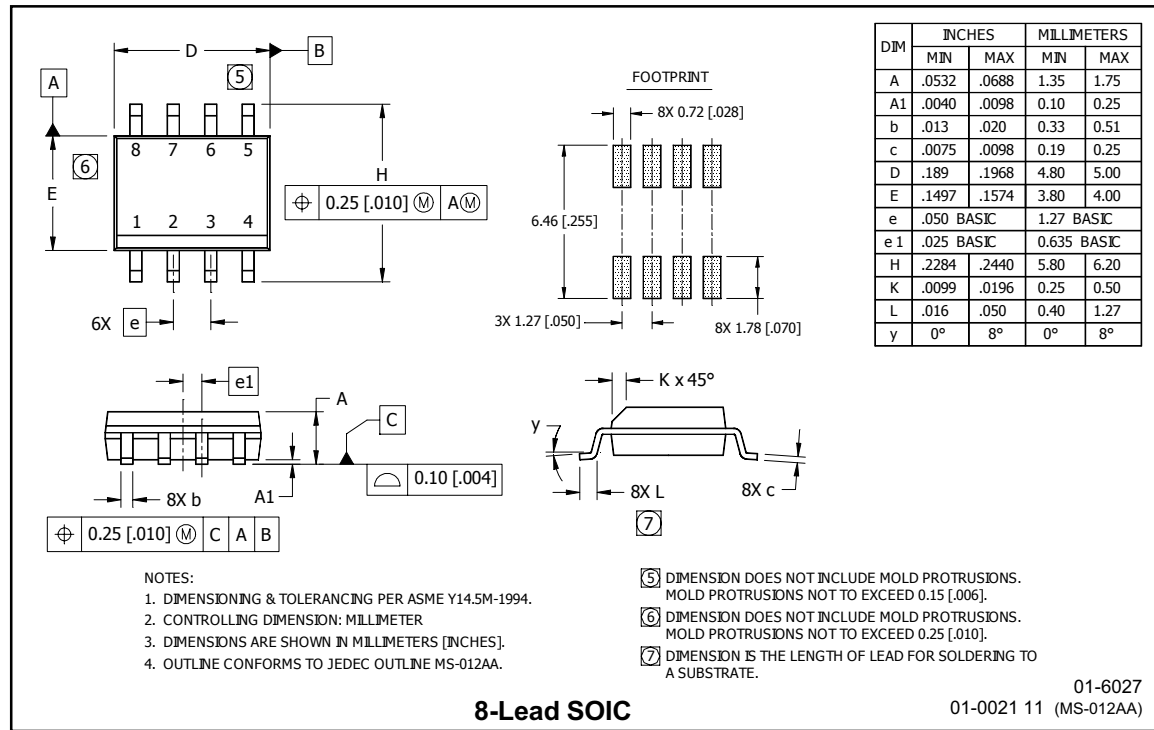 D
B
5
A
8 7 6 5
6
E
H
⌖ 0.25 [.010] Ⓜ AⓂ
1 2 3 4
6X e
FOOTPRINT
8X 0.72 [.028]
6.46 [.255]
3X 1.27 [.050]
8X 1.78 [.070]
DIM INCHES MILLIMETERS
MIN MAX MIN MAX
A .0532 .0688 1.35 1.75
A1 .0040 .0098 0.10 0.25
b .013 .020 0.33 0.51
c .0075 .0098 0.19 0.25
D .189 .1968 4.80 5.00
E .1497 .1574 3.80 4.00
e .050 BASIC 1.27 BASIC
e 1 .025 BASIC 0.635 BASIC
H .2284 .2440 5.80 6.20
K .0099 .0196 0.25 0.50
L .016 .050 0.40 1.27
y 0° 8° 0° 8°
e1
A
C
⌓ 0.10 [.004]
8X b
A1
⌖ 0.25 [.010] Ⓜ C A B
K x 45°
y
8X L
8X c
7
NOTES:
1. DIMENSIONING & TOLERANCING PER ASME Y14.5M-1994.
2. CONTROLLING DIMENSION: MILLIMETER
3. DIMENSIONS ARE SHOWN IN MILLIMETERS [INCHES].
4. OUTLINE CONFORMS TO JEDEC OUTLINE MS-012AA.
5 DIMENSION DOES NOT INCLUDE MOLD PROTRUSIONS.
MOLD PROTRUSIONS NOT TO EXCEED 0.15 [.006].
6 DIMENSION DOES NOT INCLUDE MOLD PROTRUSIONS.
MOLD PROTRUSIONS NOT TO EXCEED 0.25 [.010].
7 DIMENSION IS THE LENGTH OF LEAD FOR SOLDERING TO
A SUBSTRATE.
8-Lead SOIC
01-6027
01-0021 11 (MS-012AA)